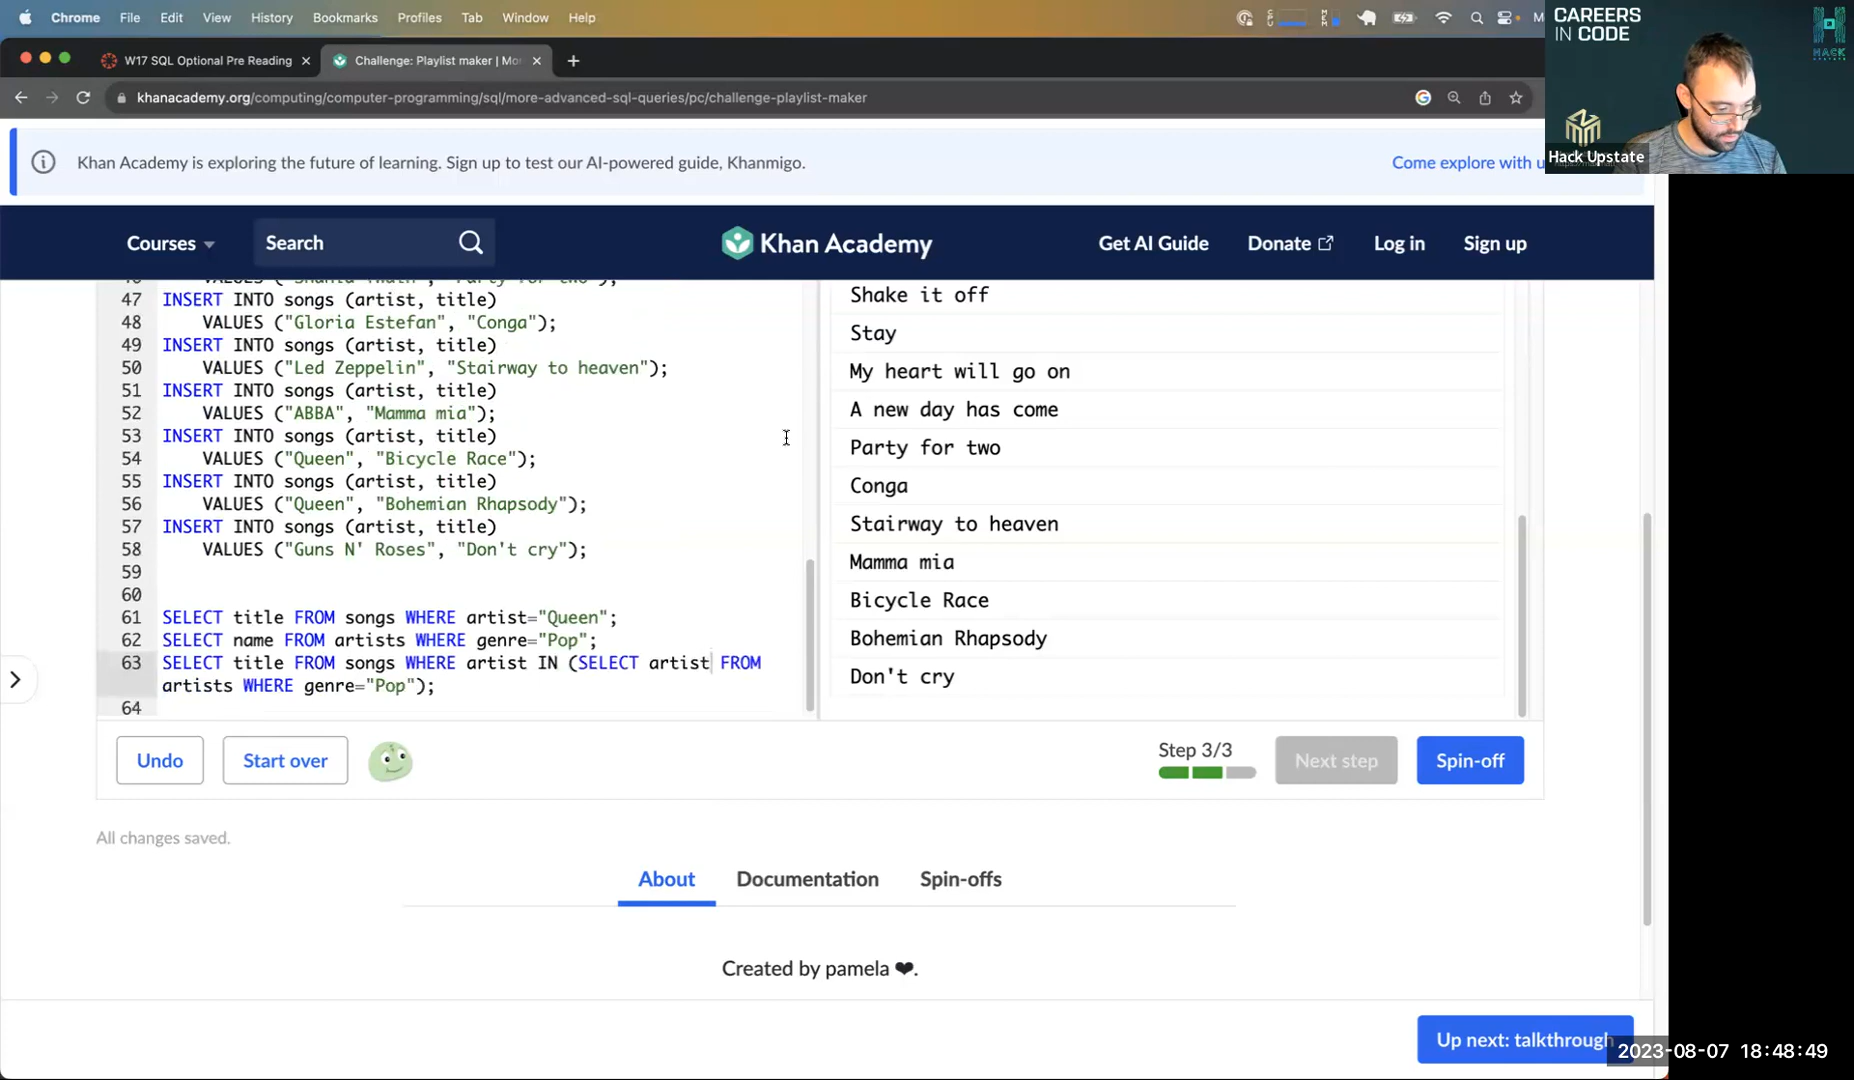 Chrome File Edit View History Bookmarks Profiles Tab Window Help
CAREERS
IN CODE
HACK
Hack Upstate
W17 SQL Optional Pre Reading
Challenge: Playlist maker | Mo
khanacademy.org/computing/computer-programming/sql/more-advanced-sql-queries/pc/challenge-playlist-maker
Khan Academy is exploring the future of learning. Sign up to test our AI-powered guide, Khanmigo.
Come explore with u
Courses
Search
Khan Academy
Get AI Guide
Donate
Log in
Sign up
46 VALUES ("Shania Twain", "Party for two");
47 INSERT INTO songs (artist, title)
48 VALUES ("Gloria Estefan", "Conga");
49 INSERT INTO songs (artist, title)
50 VALUES ("Led Zeppelin", "Stairway to heaven");
51 INSERT INTO songs (artist, title)
52 VALUES ("ABBA", "Mamma mia");
53 INSERT INTO songs (artist, title)
54 VALUES ("Queen", "Bicycle Race");
55 INSERT INTO songs (artist, title)
56 VALUES ("Queen", "Bohemian Rhapsody");
57 INSERT INTO songs (artist, title)
58 VALUES ("Guns N' Roses", "Don't cry");
59
60
61 SELECT title FROM songs WHERE artist="Queen";
62 SELECT name FROM artists WHERE genre="Pop";
63 SELECT title FROM songs WHERE artist IN (SELECT artist FROM
artists WHERE genre="Pop");
64
Shake it off
Stay
My heart will go on
A new day has come
Party for two
Conga
Stairway to heaven
Mamma mia
Bicycle Race
Bohemian Rhapsody
Don't cry
Undo
Start over
Step 3/3
Next step
Spin-off
All changes saved.
About
Documentation
Spin-offs
Created by pamela ❤.
Up next: talkthrough
2023-08-07 18:48:49